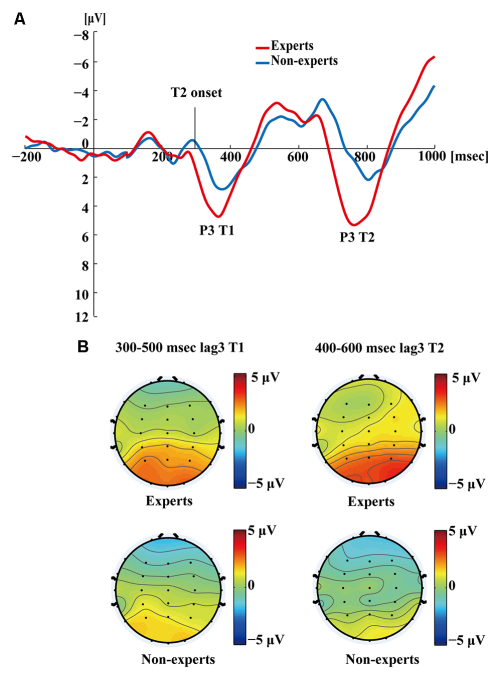 A
[μV]
−8
−6
−4
−2
0
2
4
6
8
10
12
Experts
Non-experts
T2 onset
−200
200
400
600
800
1000
[msec]
P3 T1
P3 T2
B
300-500 msec lag3 T1
400-600 msec lag3 T2
5 μV
0
−5 μV
Experts
5 μV
0
−5 μV
Experts
5 μV
0
−5 μV
Non-experts
5 μV
0
−5 μV
Non-experts